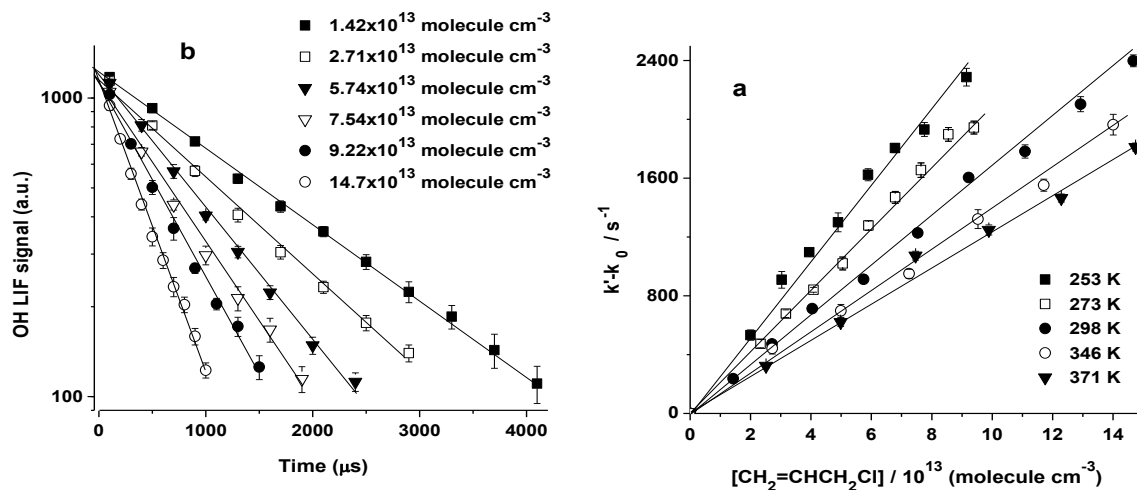 b
1.42x10^13 molecule cm^-3
2.71x10^13 molecule cm^-3
5.74x10^13 molecule cm^-3
7.54x10^13 molecule cm^-3
9.22x10^13 molecule cm^-3
14.7x10^13 molecule cm^-3
1000
100
OH LIF signal (a.u.)
0 1000 2000 3000 4000
Time (μs)
a
2400
1600
800
0
k'-k_0 / s^-1
253 K
273 K
298 K
346 K
371 K
0 2 4 6 8 10 12 14
[CH_2=CHCH_2Cl] / 10^13 (molecule cm^-3)